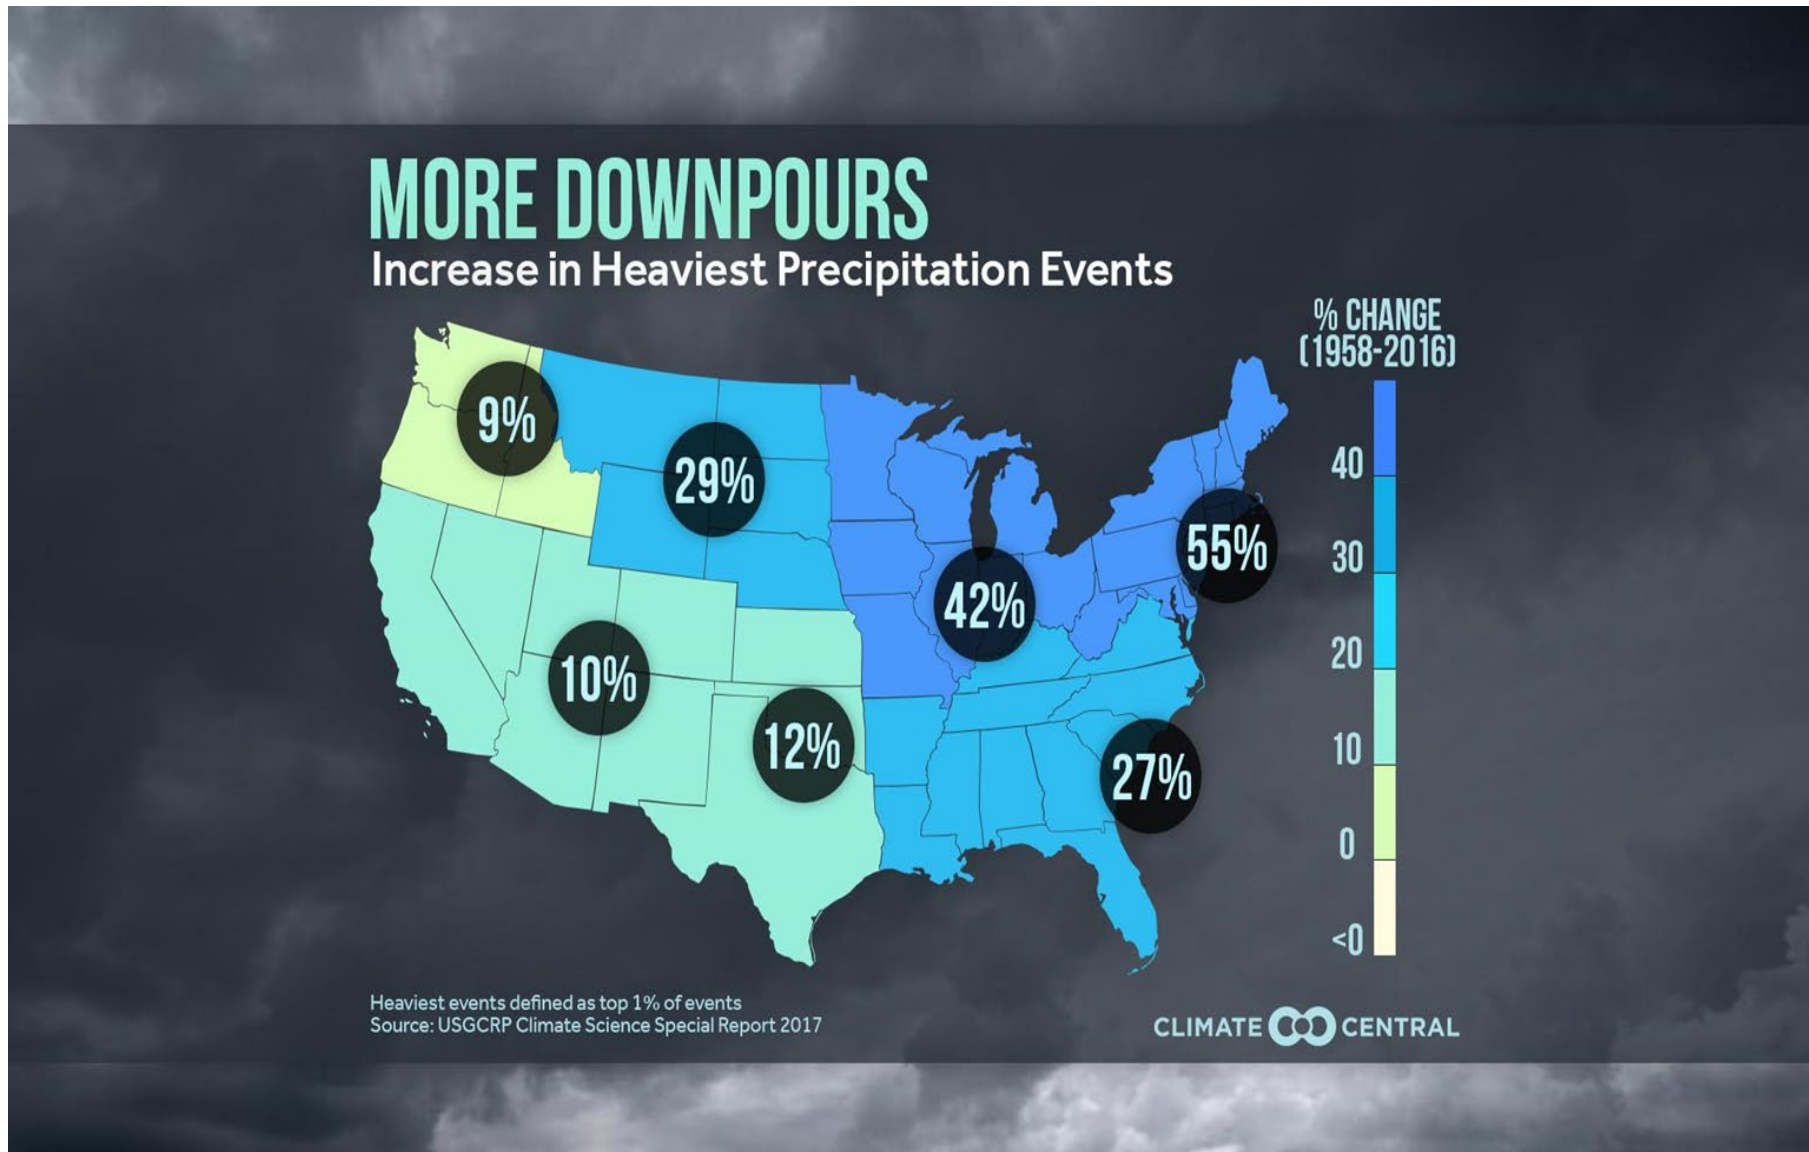 MORE DOWNPOURS
Increase in Heaviest Precipitation Events
% CHANGE
(1958-2016)
9%
29%
55%
42%
10%
12%
27%
40
30
20
10
0
<0
Heaviest events defined as top 1% of events
Source: USGCRP Climate Science Special Report 2017
CLIMATE CENTRAL